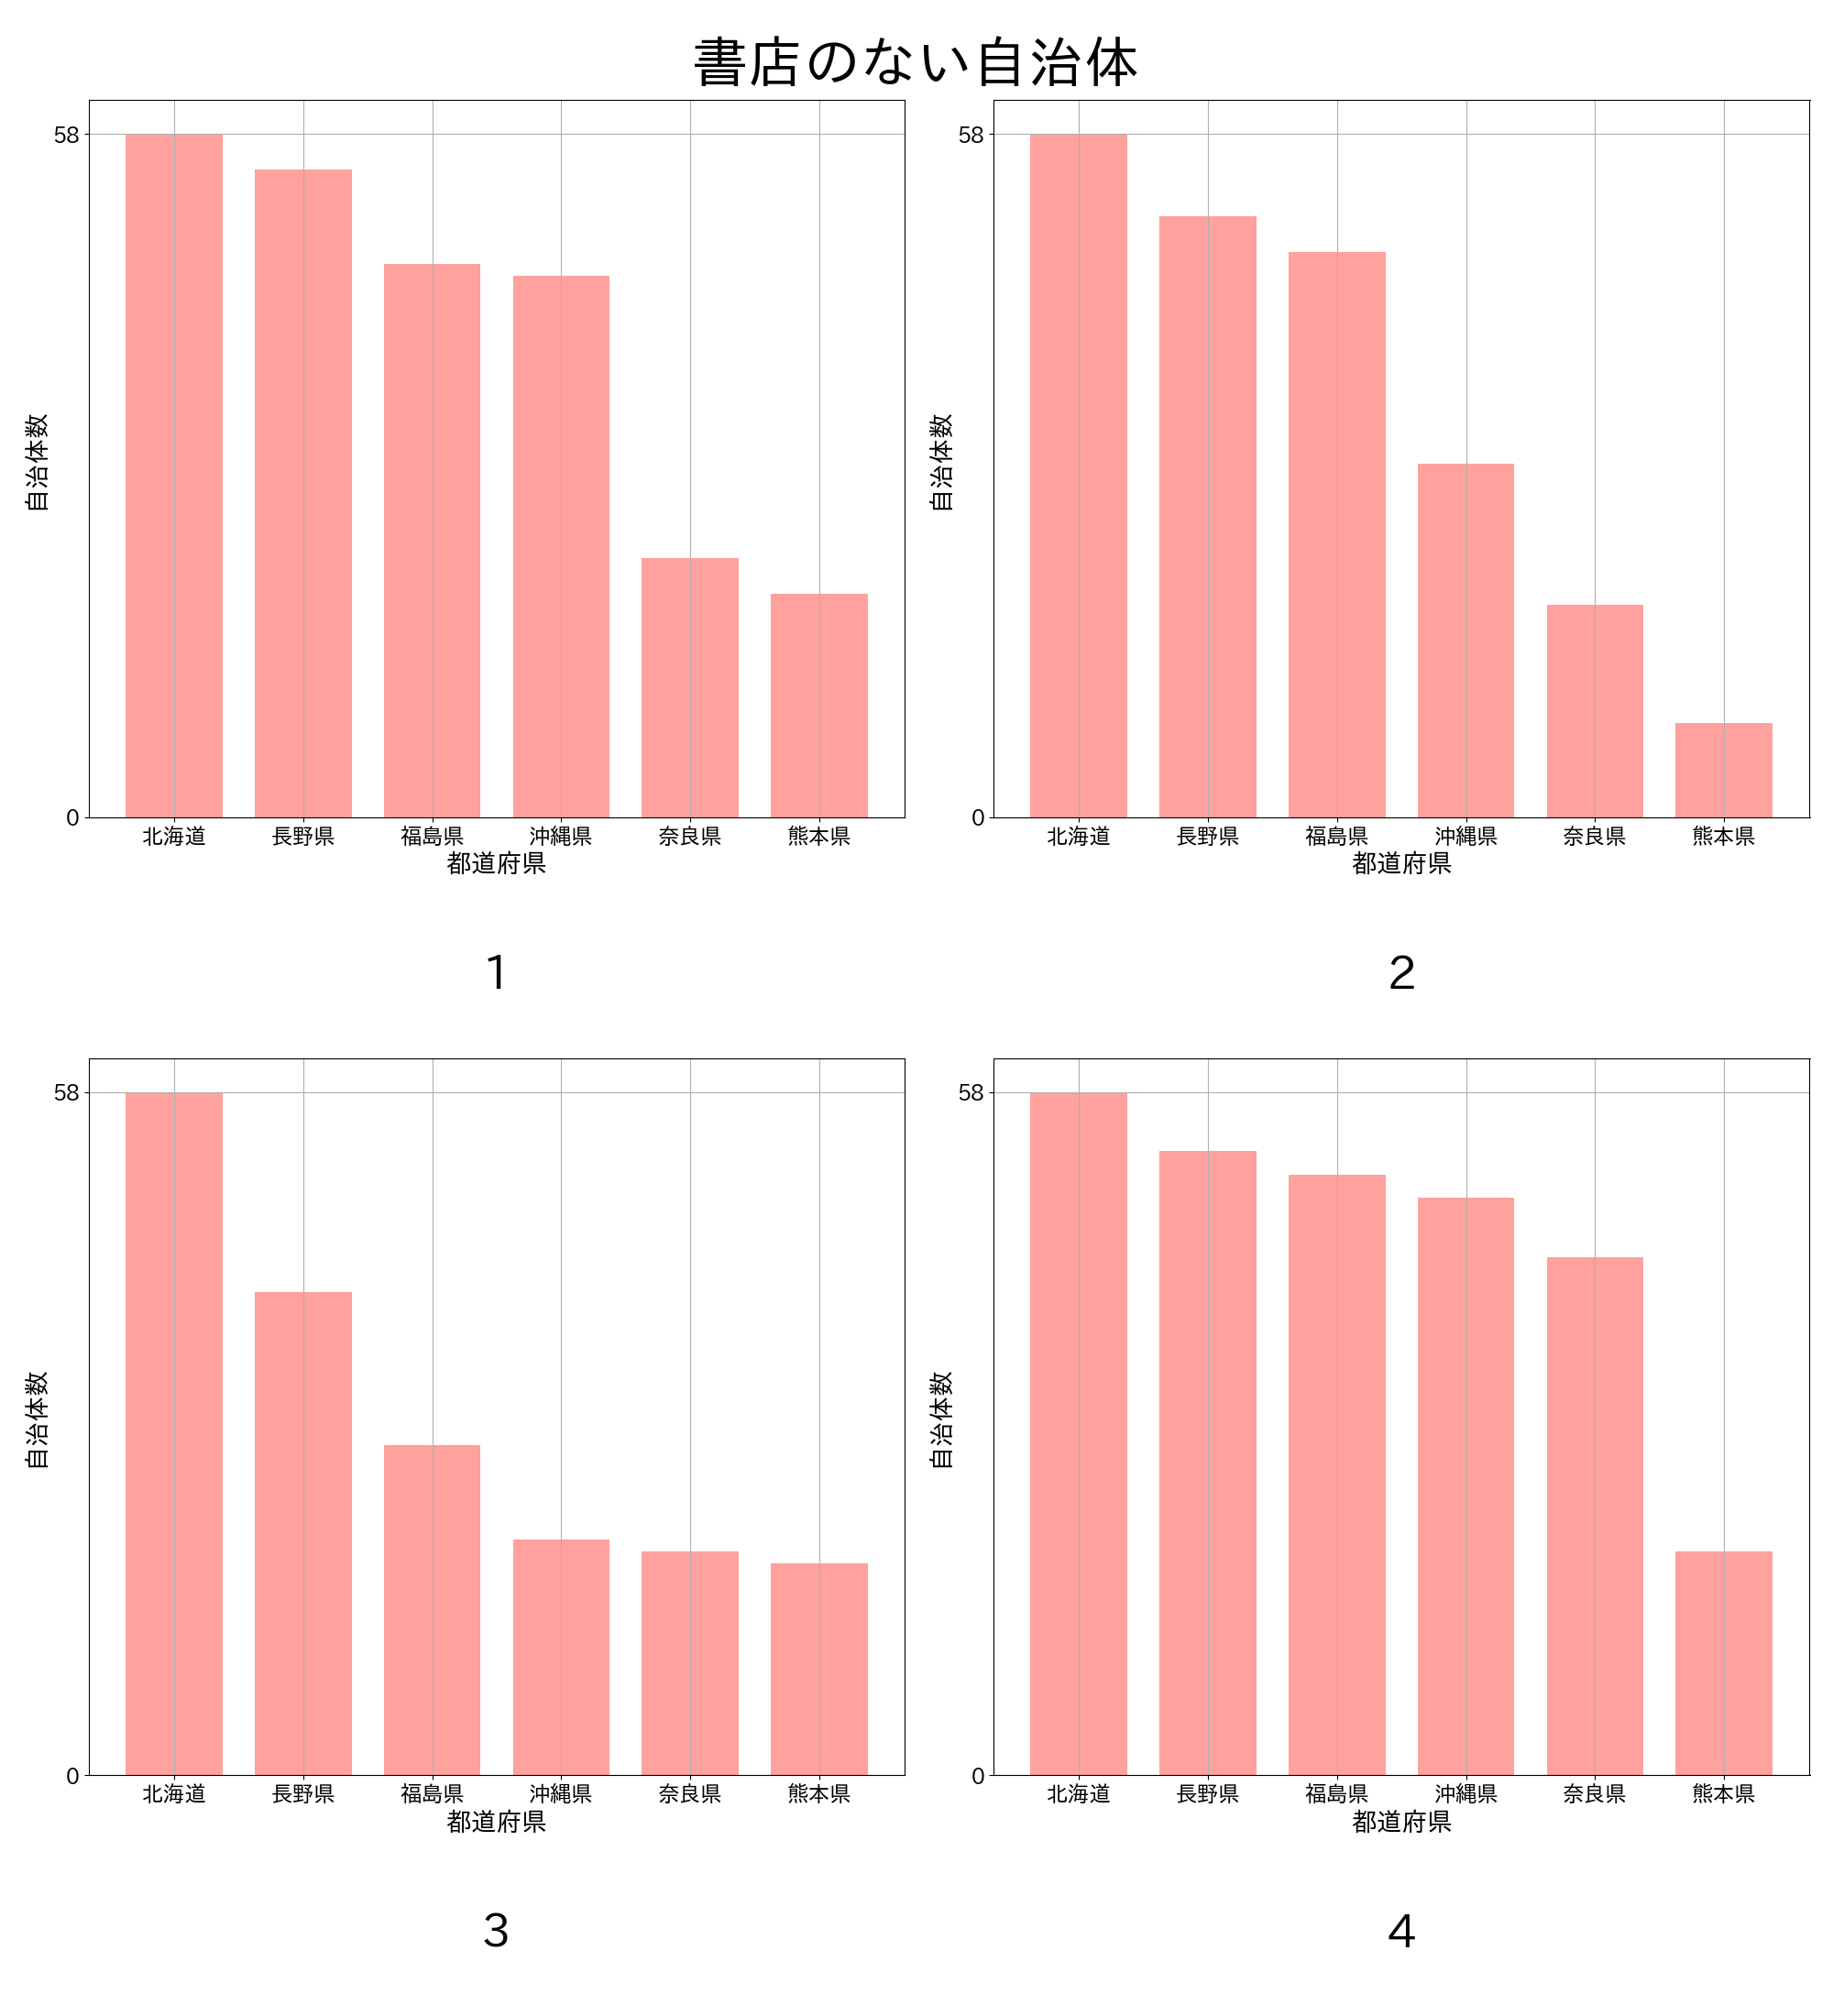 書店のない自治体
58
0
自治体数
北海道 長野県 福島県 沖縄県 奈良県 熊本県
都道府県
1
58
0
自治体数
北海道 長野県 福島県 沖縄県 奈良県 熊本県
都道府県
2
58
0
自治体数
北海道 長野県 福島県 沖縄県 奈良県 熊本県
都道府県
3
58
0
自治体数
北海道 長野県 福島県 沖縄県 奈良県 熊本県
都道府県
4